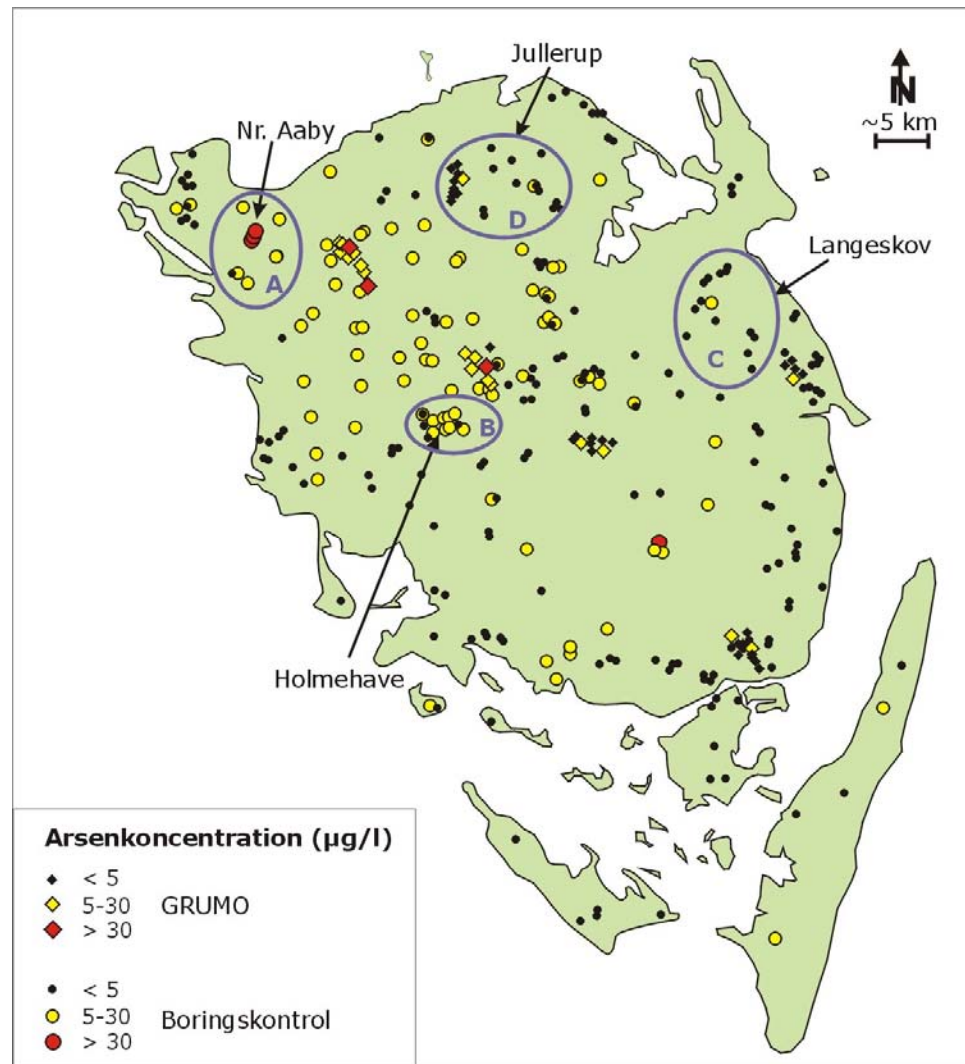 Jullerup
N
~5 km
Nr. Aaby
Langeskov
A
D
C
B
Holmehave
Arsenkoncentration (µg/l)
< 5
5-30 GRUMO
> 30
< 5
5-30 Boringskontrol
> 30